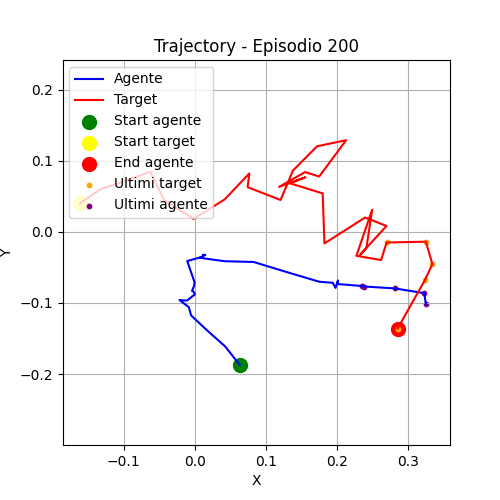 Trajectory - Episodio 200
Agente
Target
Start agente
Start target
End agente
Ultimi target
Ultimi agente
0.2
0.1
0.0
−0.1
−0.2
Y
−0.1
0.0
0.1
0.2
0.3
X